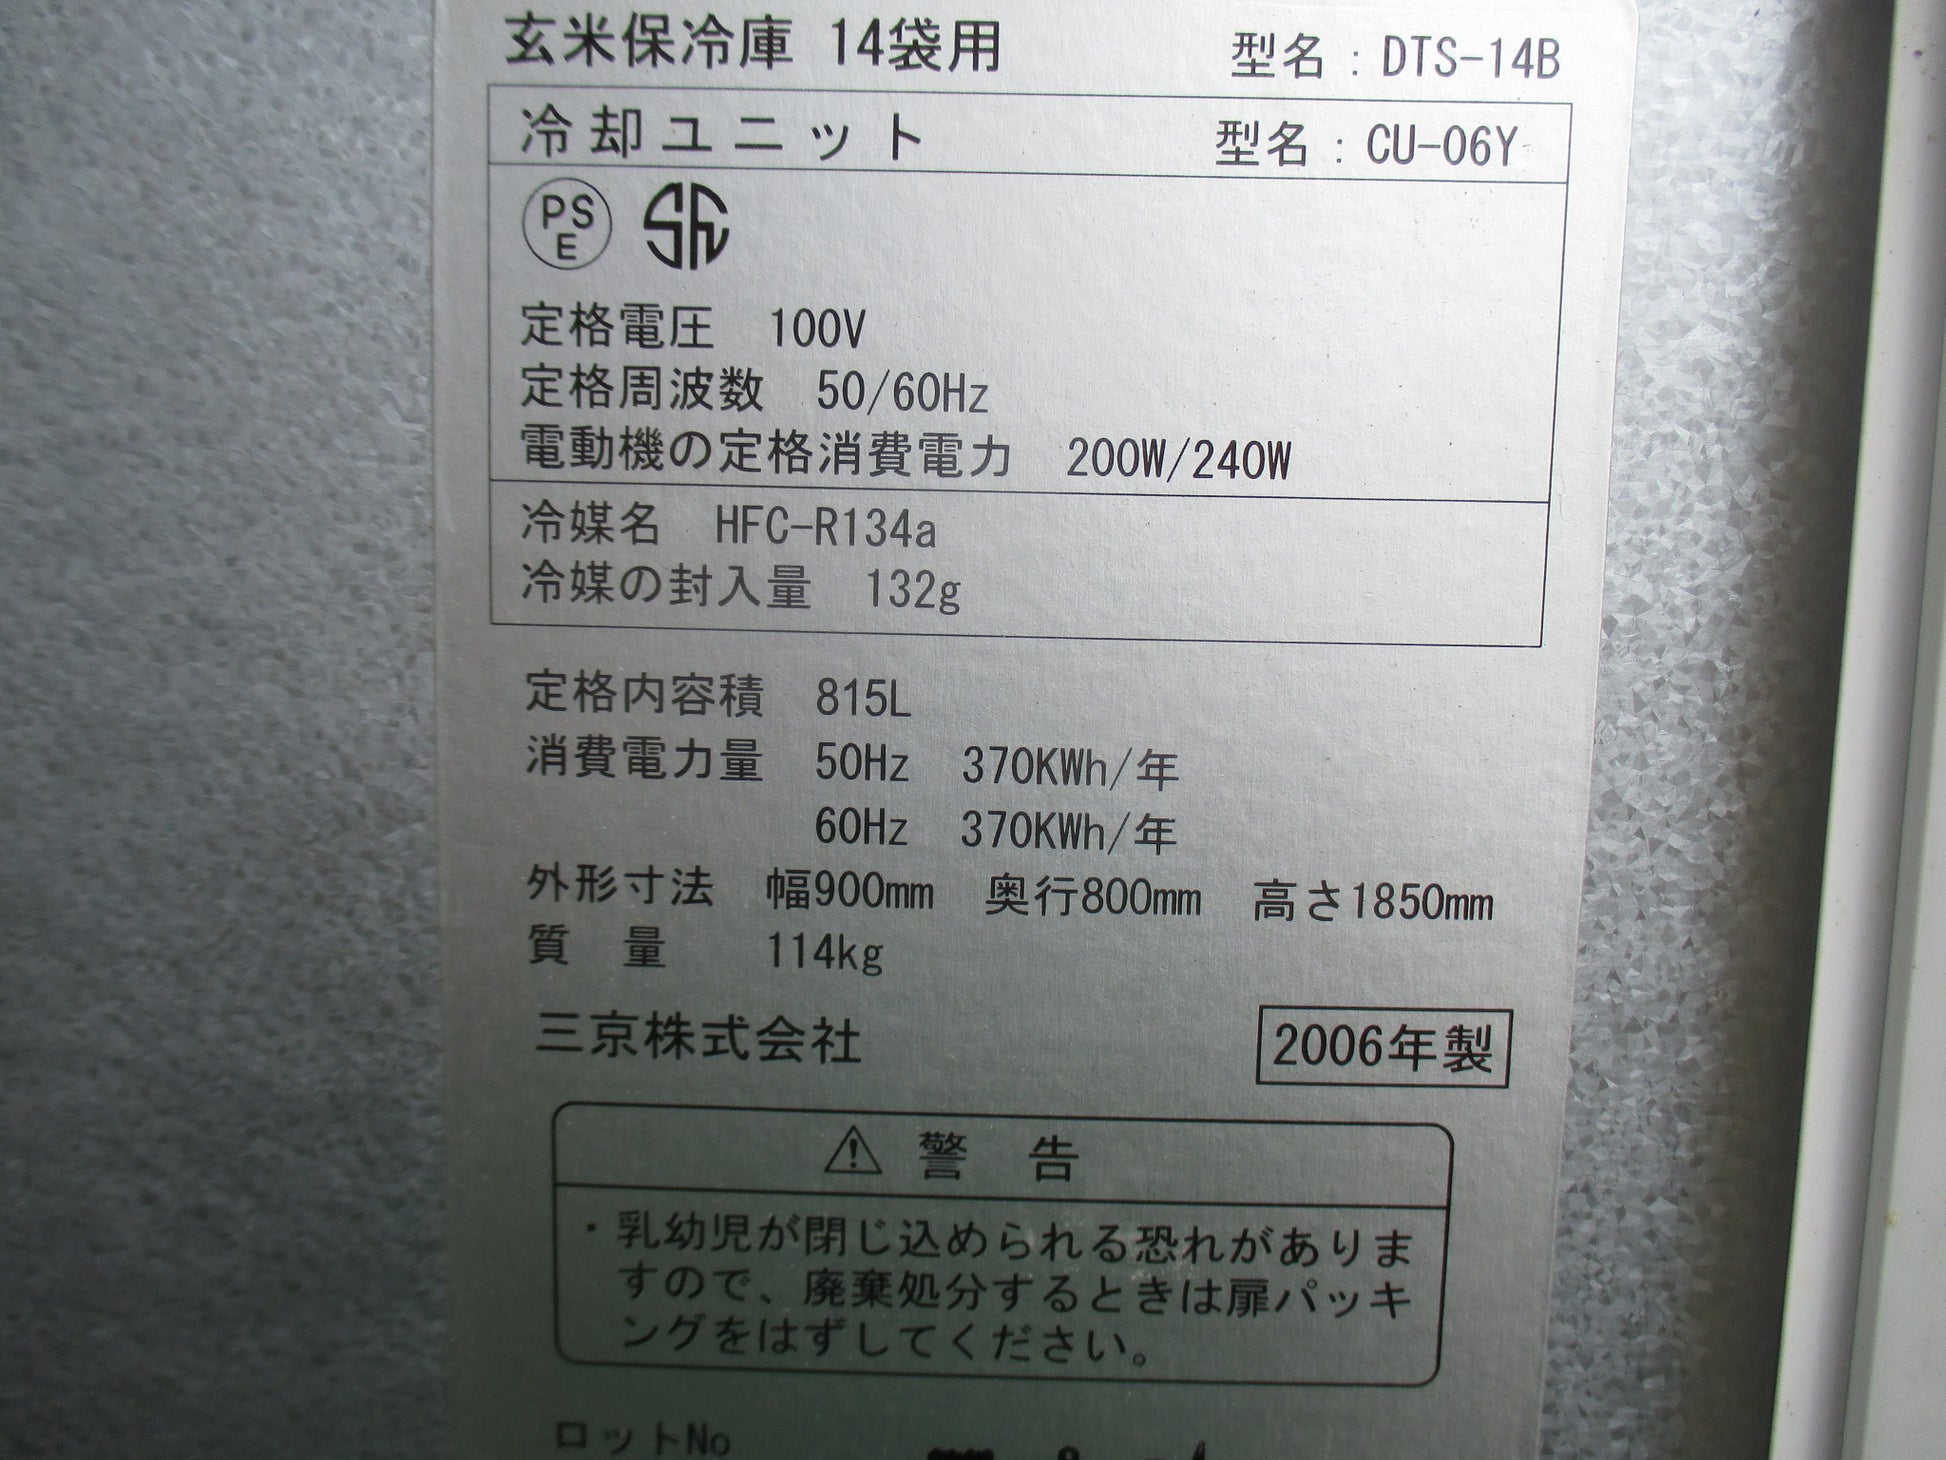 玄米保冷庫 14袋用 型名：DTS-14B
冷却ユニット 型名：CU-06Y
PS
E
定格電圧 100V
定格周波数 50/60Hz
電動機の定格消費電力 200W/240W
冷媒名 HFC-R134a
冷媒の封入量 132g
定格内容積 815L
消費電力量 50Hz 370KWh/年
60Hz 370KWh/年
外形寸法 幅900mm 奥行800mm 高さ1850mm
質 量 114kg
三京株式会社 2006年製
⚠ 警 告
・乳幼児が閉じ込められる恐れがありま
すので、廃棄処分するときは扉パッキ
ングをはずしてください。
ロットNo